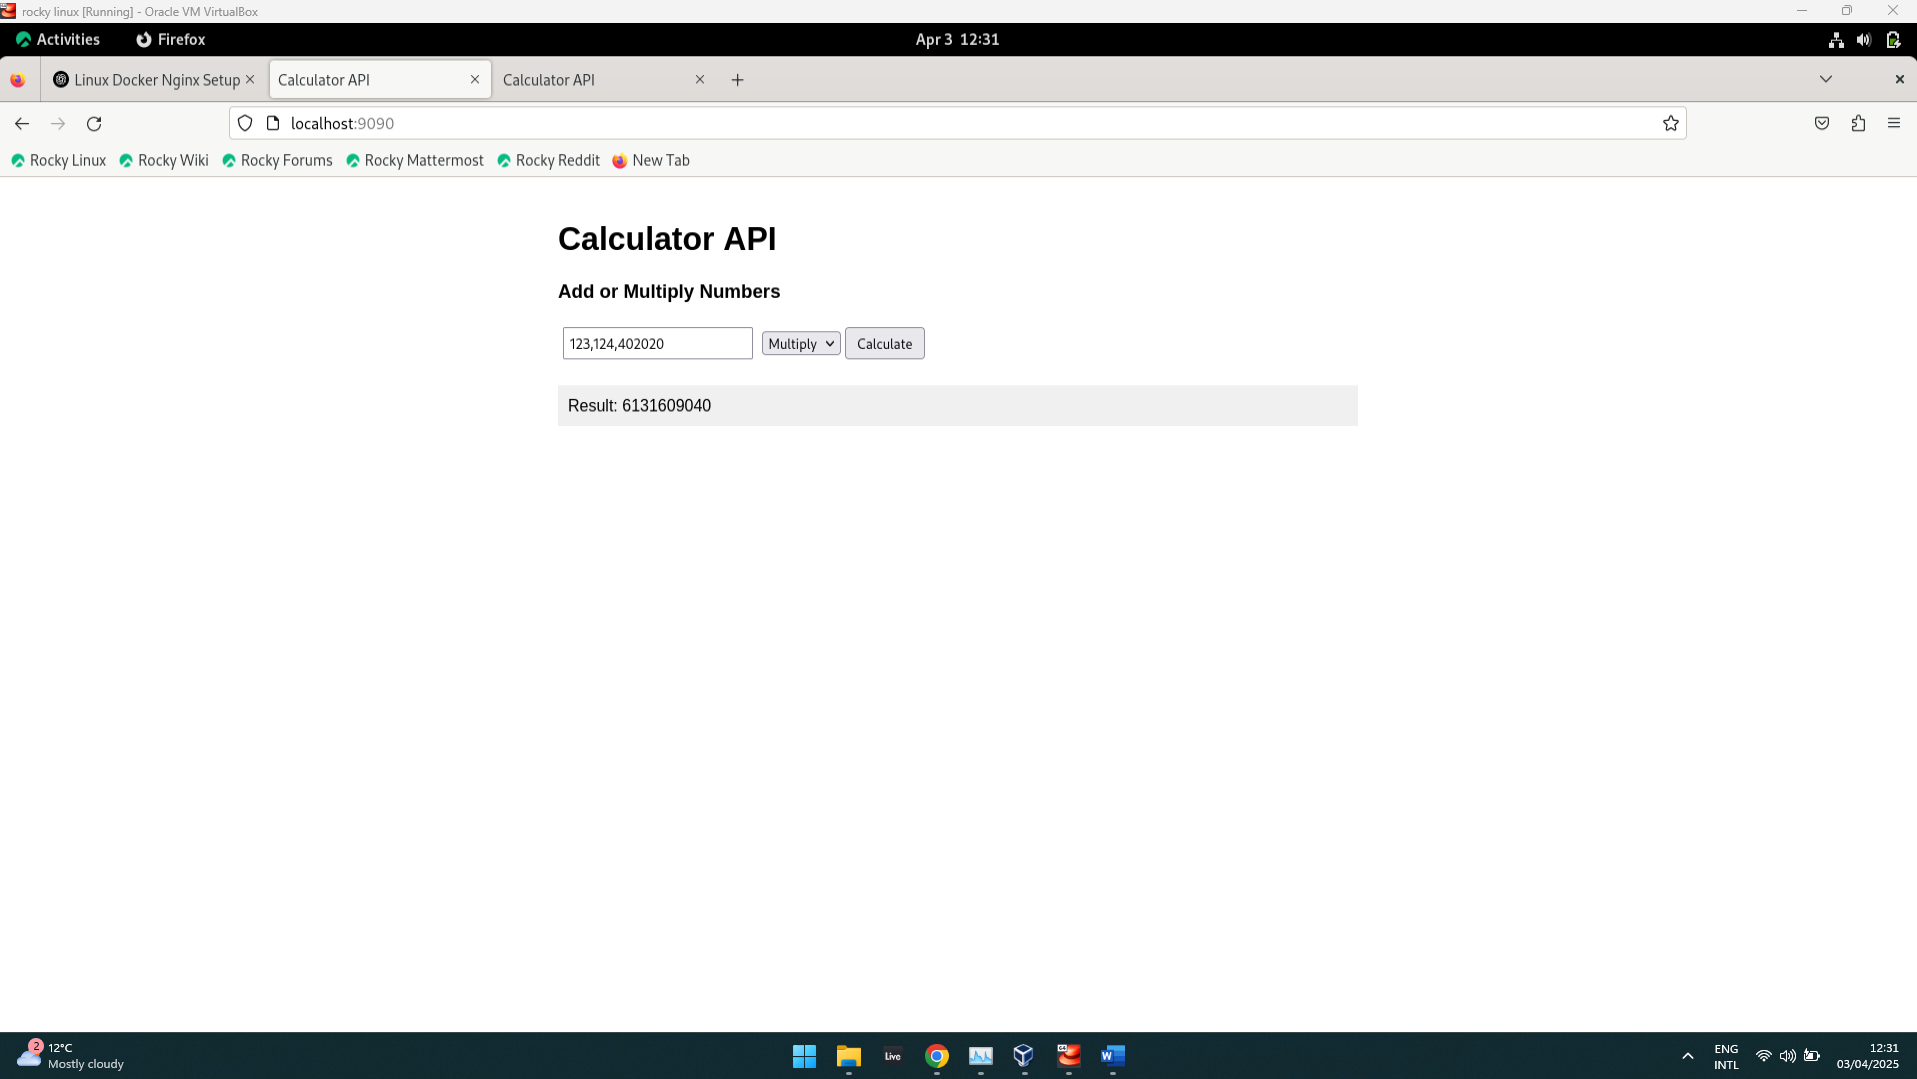 rocky linux [Running] - Oracle VM VirtualBox
Activities Firefox Apr 3 12:31
Linux Docker Nginx Setup Calculator API Calculator API
localhost:9090
Rocky Linux Rocky Wiki Rocky Forums Rocky Mattermost Rocky Reddit New Tab
Calculator API
Add or Multiply Numbers
123,124,402020 Multiply Calculate
Result: 6131609040
2 12°C
Mostly cloudy
Live
W
ENG
INTL
12:31
03/04/2025